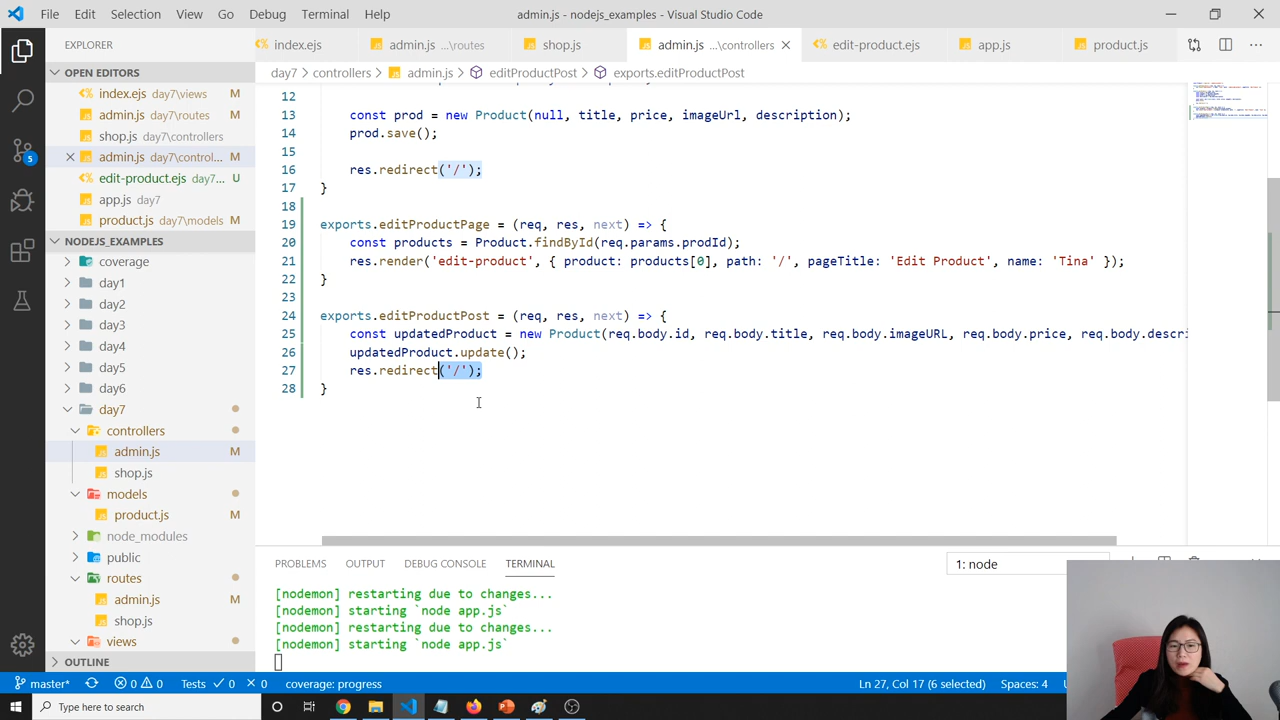 File Edit Selection View Go Debug Terminal Help admin.js - nodejs_examples - Visual Studio Code
EXPLORER
index.ejs admin.js ...\routes shop.js admin.js ...\controllers edit-product.ejs app.js product.js
OPEN EDITORS
index.ejs day7\views M
admin.js day7\routes M
shop.js day7\controllers
admin.js day7\control... M
edit-product.ejs day7... U
app.js day7
product.js day7\models M
NODEJS_EXAMPLES
coverage
day1
day2
day3
day4
day5
day6
day7
controllers
admin.js M
shop.js
models
product.js M
node_modules
public
routes
admin.js M
shop.js
views
OUTLINE
5
day7 controllers admin.js editProductPost exports.editProductPost
12
13 const prod = new Product(null, title, price, imageUrl, description);
14 prod.save();
15
16 res.redirect('/');
17 }
18
19 exports.editProductPage = (req, res, next) => {
20 const products = Product.findById(req.params.prodId);
21 res.render('edit-product', { product: products[0], path: '/', pageTitle: 'Edit Product', name: 'Tina' });
22 }
23
24 exports.editProductPost = (req, res, next) => {
25 const updatedProduct = new Product(req.body.id, req.body.title, req.body.imageURL, req.body.price, req.body.descri
26 updatedProduct.update();
27 res.redirect('/');
28 }
PROBLEMS OUTPUT DEBUG CONSOLE TERMINAL 1: node
[nodemon] restarting due to changes...
[nodemon] starting `node app.js`
[nodemon] restarting due to changes...
[nodemon] starting `node app.js`
master* 0 0 Tests 0 0 coverage: progress Ln 27, Col 17 (6 selected) Spaces: 4
Type here to search